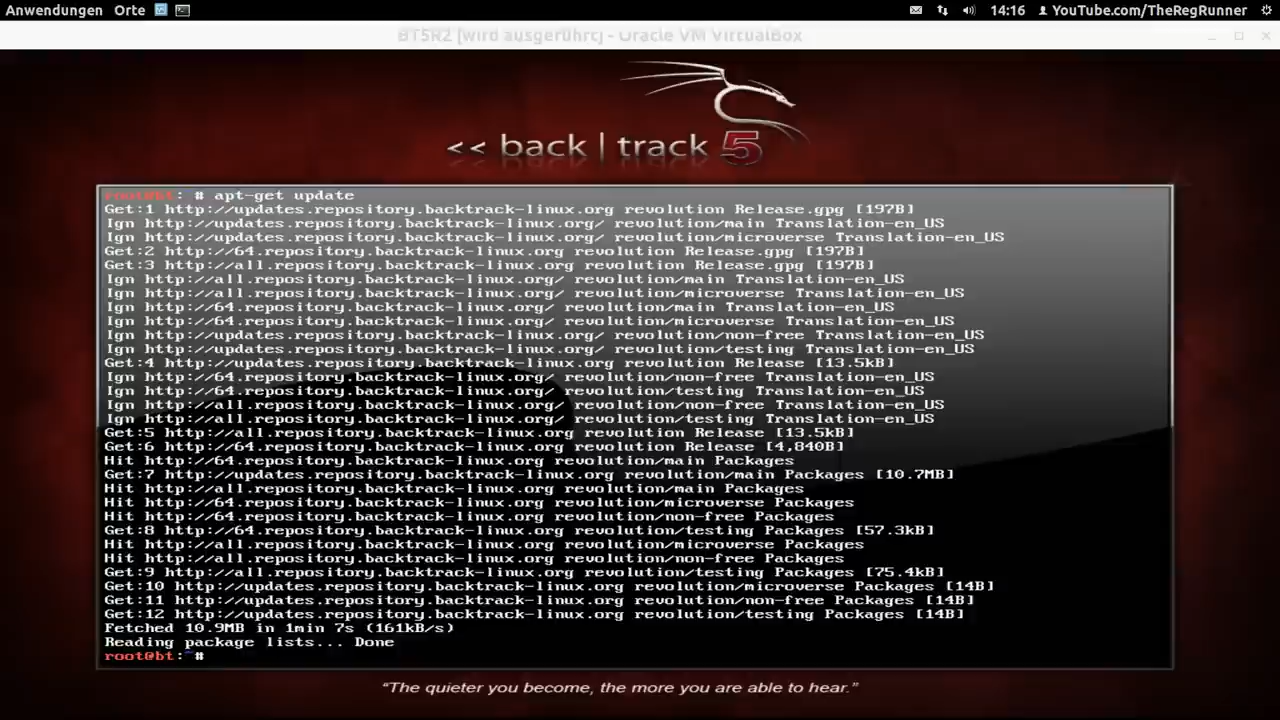 Anwendungen Orte 14:16 YouTube.com/TheRegRunner
BT5R2 [wird ausgeführt] - Oracle VM VirtualBox
<< back | track 5
root@bt: # apt-get update
Get:1 http://updates.repository.backtrack-linux.org revolution Release.gpg [197B]
Ign http://updates.repository.backtrack-linux.org/ revolution/main Translation-en_US
Ign http://updates.repository.backtrack-linux.org/ revolution/microverse Translation-en_US
Get:2 http://64.repository.backtrack-linux.org revolution Release.gpg [197B]
Get:3 http://all.repository.backtrack-linux.org revolution Release.gpg [197B]
Ign http://all.repository.backtrack-linux.org/ revolution/main Translation-en_US
Ign http://all.repository.backtrack-linux.org/ revolution/microverse Translation-en_US
Ign http://64.repository.backtrack-linux.org/ revolution/main Translation-en_US
Ign http://64.repository.backtrack-linux.org/ revolution/microverse Translation-en_US
Ign http://updates.repository.backtrack-linux.org/ revolution/non-free Translation-en_US
Ign http://updates.repository.backtrack-linux.org/ revolution/testing Translation-en_US
Get:4 http://updates.repository.backtrack-linux.org revolution Release [13.5kB]
Ign http://64.repository.backtrack-linux.org/ revolution/non-free Translation-en_US
Ign http://64.repository.backtrack-linux.org/ revolution/testing Translation-en_US
Ign http://all.repository.backtrack-linux.org/ revolution/non-free Translation-en_US
Ign http://all.repository.backtrack-linux.org/ revolution/testing Translation-en_US
Get:5 http://all.repository.backtrack-linux.org revolution Release [13.5kB]
Get:6 http://64.repository.backtrack-linux.org revolution Release [4,840B]
Hit http://64.repository.backtrack-linux.org revolution/main Packages
Get:7 http://updates.repository.backtrack-linux.org revolution/main Packages [10.7MB]
Hit http://all.repository.backtrack-linux.org revolution/main Packages
Hit http://64.repository.backtrack-linux.org revolution/microverse Packages
Hit http://64.repository.backtrack-linux.org revolution/non-free Packages
Get:8 http://64.repository.backtrack-linux.org revolution/testing Packages [57.3kB]
Hit http://all.repository.backtrack-linux.org revolution/microverse Packages
Hit http://all.repository.backtrack-linux.org revolution/non-free Packages
Get:9 http://all.repository.backtrack-linux.org revolution/testing Packages [75.4kB]
Get:10 http://updates.repository.backtrack-linux.org revolution/microverse Packages [14B]
Get:11 http://updates.repository.backtrack-linux.org revolution/non-free Packages [14B]
Get:12 http://updates.repository.backtrack-linux.org revolution/testing Packages [14B]
Fetched 10.9MB in 1min 7s (161kB/s)
Reading package lists... Done
root@bt:~#
“The quieter you become, the more you are able to hear.”